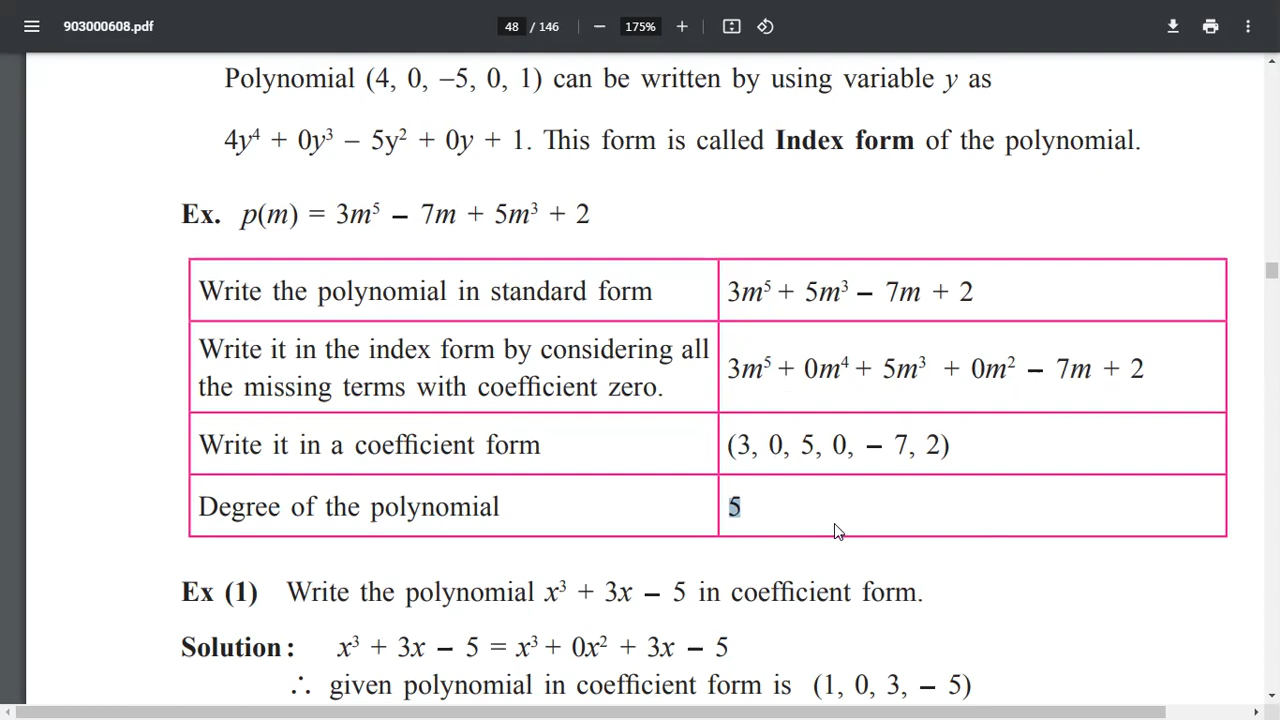 903000608.pdf
48 / 146
175%
Polynomial (4, 0, –5, 0, 1) can be written by using variable y as
4y⁴ + 0y³ – 5y² + 0y + 1. This form is called Index form of the polynomial.
Ex. p(m) = 3m⁵ – 7m + 5m³ + 2
Write the polynomial in standard form
3m⁵ + 5m³ – 7m + 2
Write it in the index form by considering all
the missing terms with coefficient zero.
3m⁵ + 0m⁴ + 5m³ + 0m² – 7m + 2
Write it in a coefficient form
(3, 0, 5, 0, – 7, 2)
Degree of the polynomial
5
Ex (1) Write the polynomial x³ + 3x – 5 in coefficient form.
Solution : x³ + 3x – 5 = x³ + 0x² + 3x – 5
∴ given polynomial in coefficient form is (1, 0, 3, – 5)